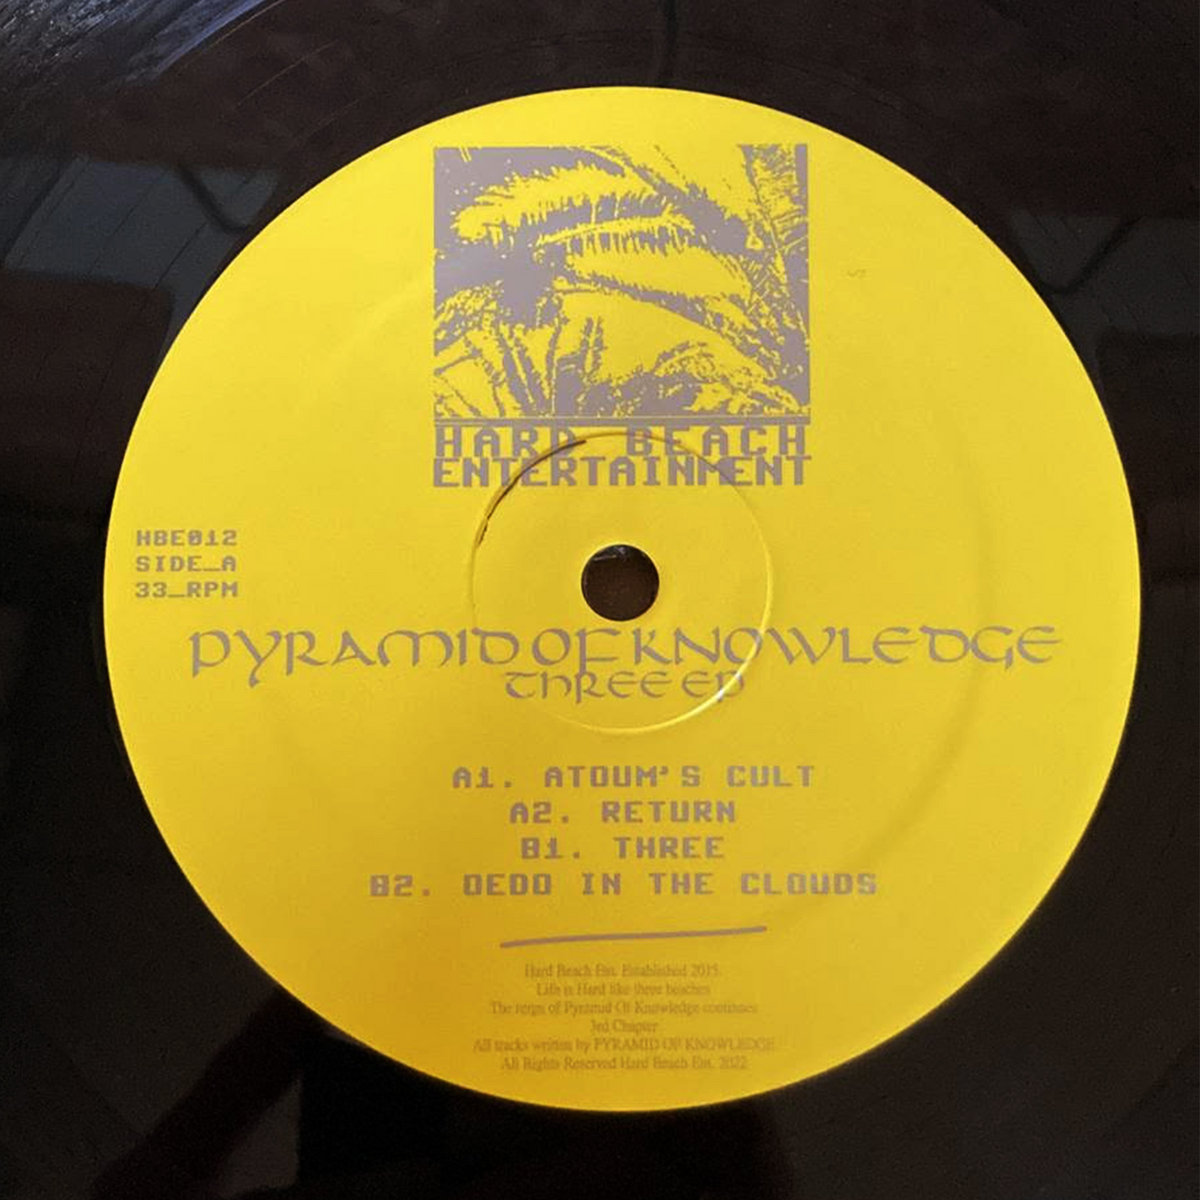 HARD BEACH
ENTERTAINMENT
HBE012
SIDE_A
33_RPM
PYRAMID OF KNOWLEDGE
THREE EP
A1. ATOUM'S CULT
A2. RETURN
B1. THREE
B2. DEDO IN THE CLOUDS
Hard Beach Ent. Established 2015
Life is Hard like three beaches
The reign of Pyramid Of Knowledge continues
3rd Chapter
All tracks written by PYRAMID OF KNOWLEDGE
All Rights Reserved Hard Beach Ent. 2022